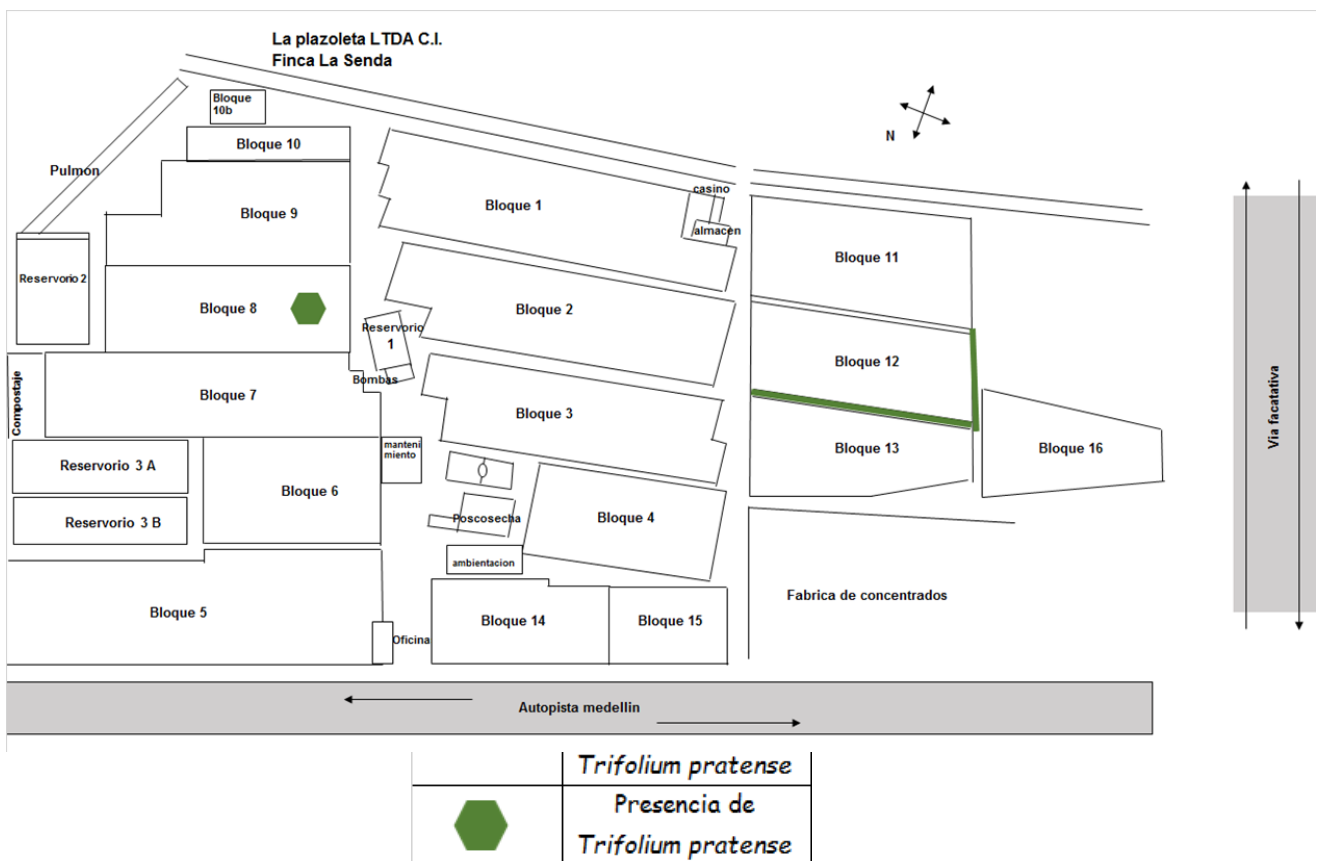 La plazoleta LTDA C.I.
Finca La Senda
Bloque
10b
Bloque 10
Pulmon
Bloque 9
Bloque 1
casino
almacen
N
Bloque 11
Reservorio 2
Bloque 8
Bloque 2
Reservorio
1
Bombas
Bloque 12
Compostaje
Bloque 7
Bloque 3
Via facatativa
Bloque 13
Bloque 16
manteni
miento
Reservorio 3 A
Bloque 6
Reservorio 3 B
Poscosecha
Bloque 4
ambientacion
Fabrica de concentrados
Bloque 5
Oficina
Bloque 14
Bloque 15
Autopista medellin
Trifolium pratense
Presencia de
Trifolium pratense